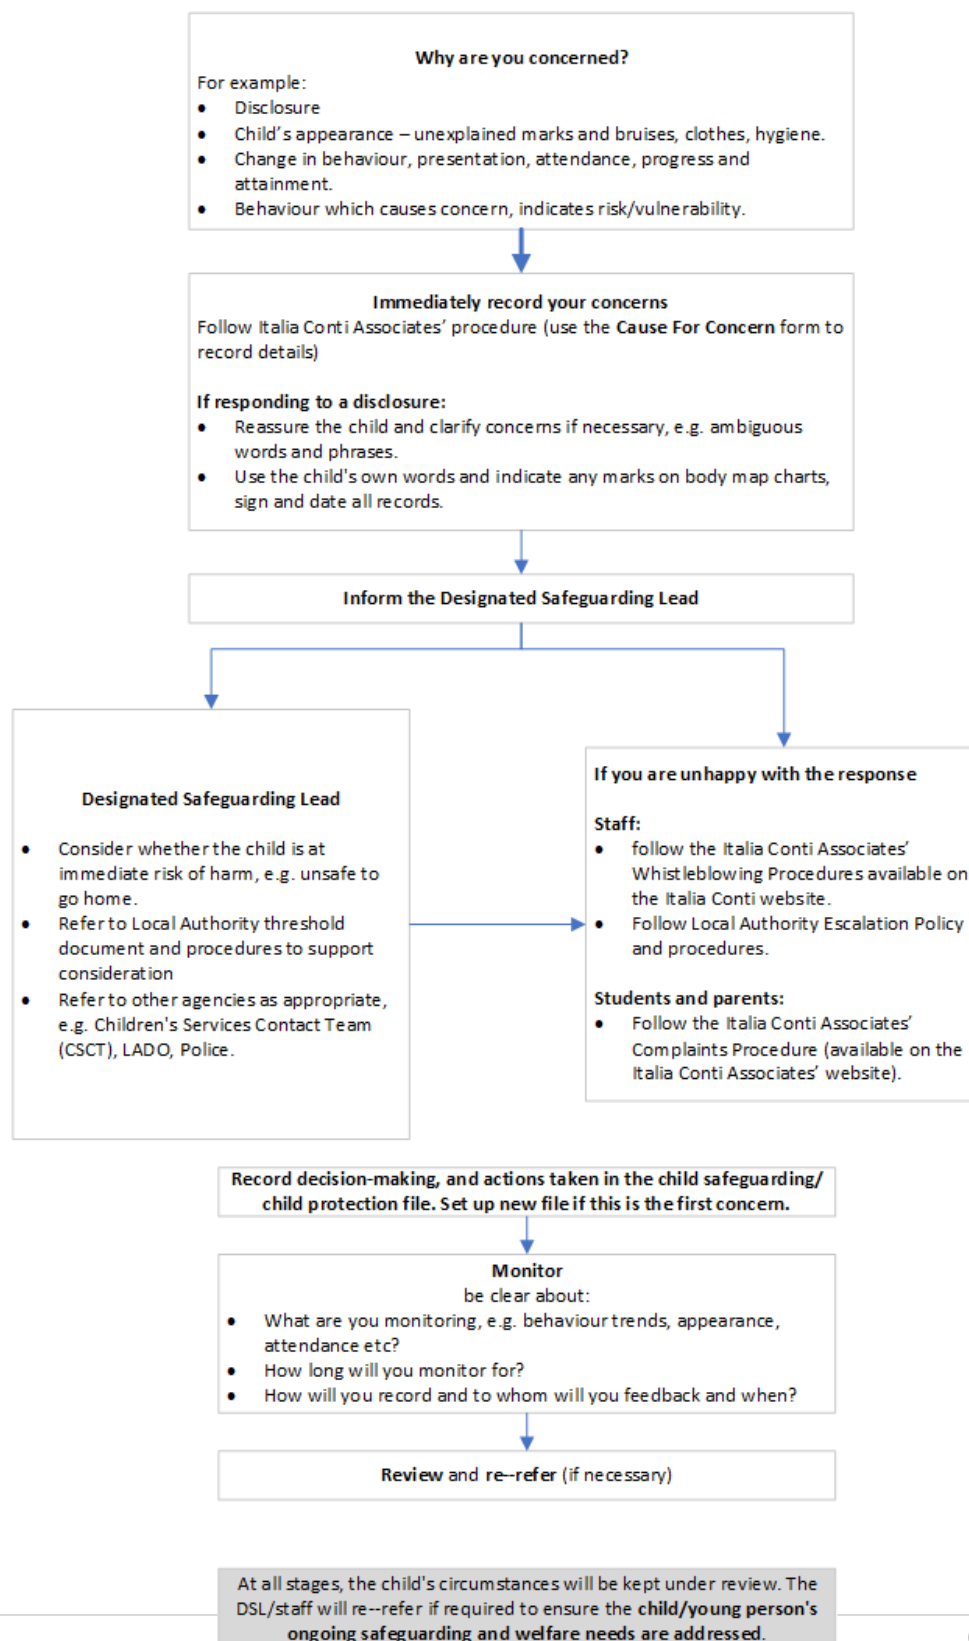 Why are you concerned?
For example:
• Disclosure
• Child's appearance – unexplained marks and bruises, clothes, hygiene.
• Change in behaviour, presentation, attendance, progress and
attainment.
• Behaviour which causes concern, indicates risk/vulnerability.
Immediately record your concerns
Follow Italia Conti Associates' procedure (use the Cause For Concern form to
record details)
If responding to a disclosure:
• Reassure the child and clarify concerns if necessary, e.g. ambiguous
words and phrases.
• Use the child's own words and indicate any marks on body map charts,
sign and date all records.
Inform the Designated Safeguarding Lead
Designated Safeguarding Lead
• Consider whether the child is at
immediate risk of harm, e.g. unsafe to
go home.
• Refer to Local Authority threshold
document and procedures to support
consideration
• Refer to other agencies as appropriate,
e.g. Children's Services Contact Team
(CSCT), LADO, Police.
If you are unhappy with the response
Staff:
• follow the Italia Conti Associates'
Whistleblowing Procedures available on
the Italia Conti website.
• Follow Local Authority Escalation Policy
and procedures.
Students and parents:
• Follow the Italia Conti Associates'
Complaints Procedure (available on the
Italia Conti Associates' website).
Record decision-making, and actions taken in the child safeguarding/
child protection file. Set up new file if this is the first concern.
Monitor
be clear about:
• What are you monitoring, e.g. behaviour trends, appearance,
attendance etc?
• How long will you monitor for?
• How will you record and to whom will you feedback and when?
Review and re--refer (if necessary)
At all stages, the child's circumstances will be kept under review. The
DSL/staff will re--refer if required to ensure the child/young person's
ongoing safeguarding and welfare needs are addressed.